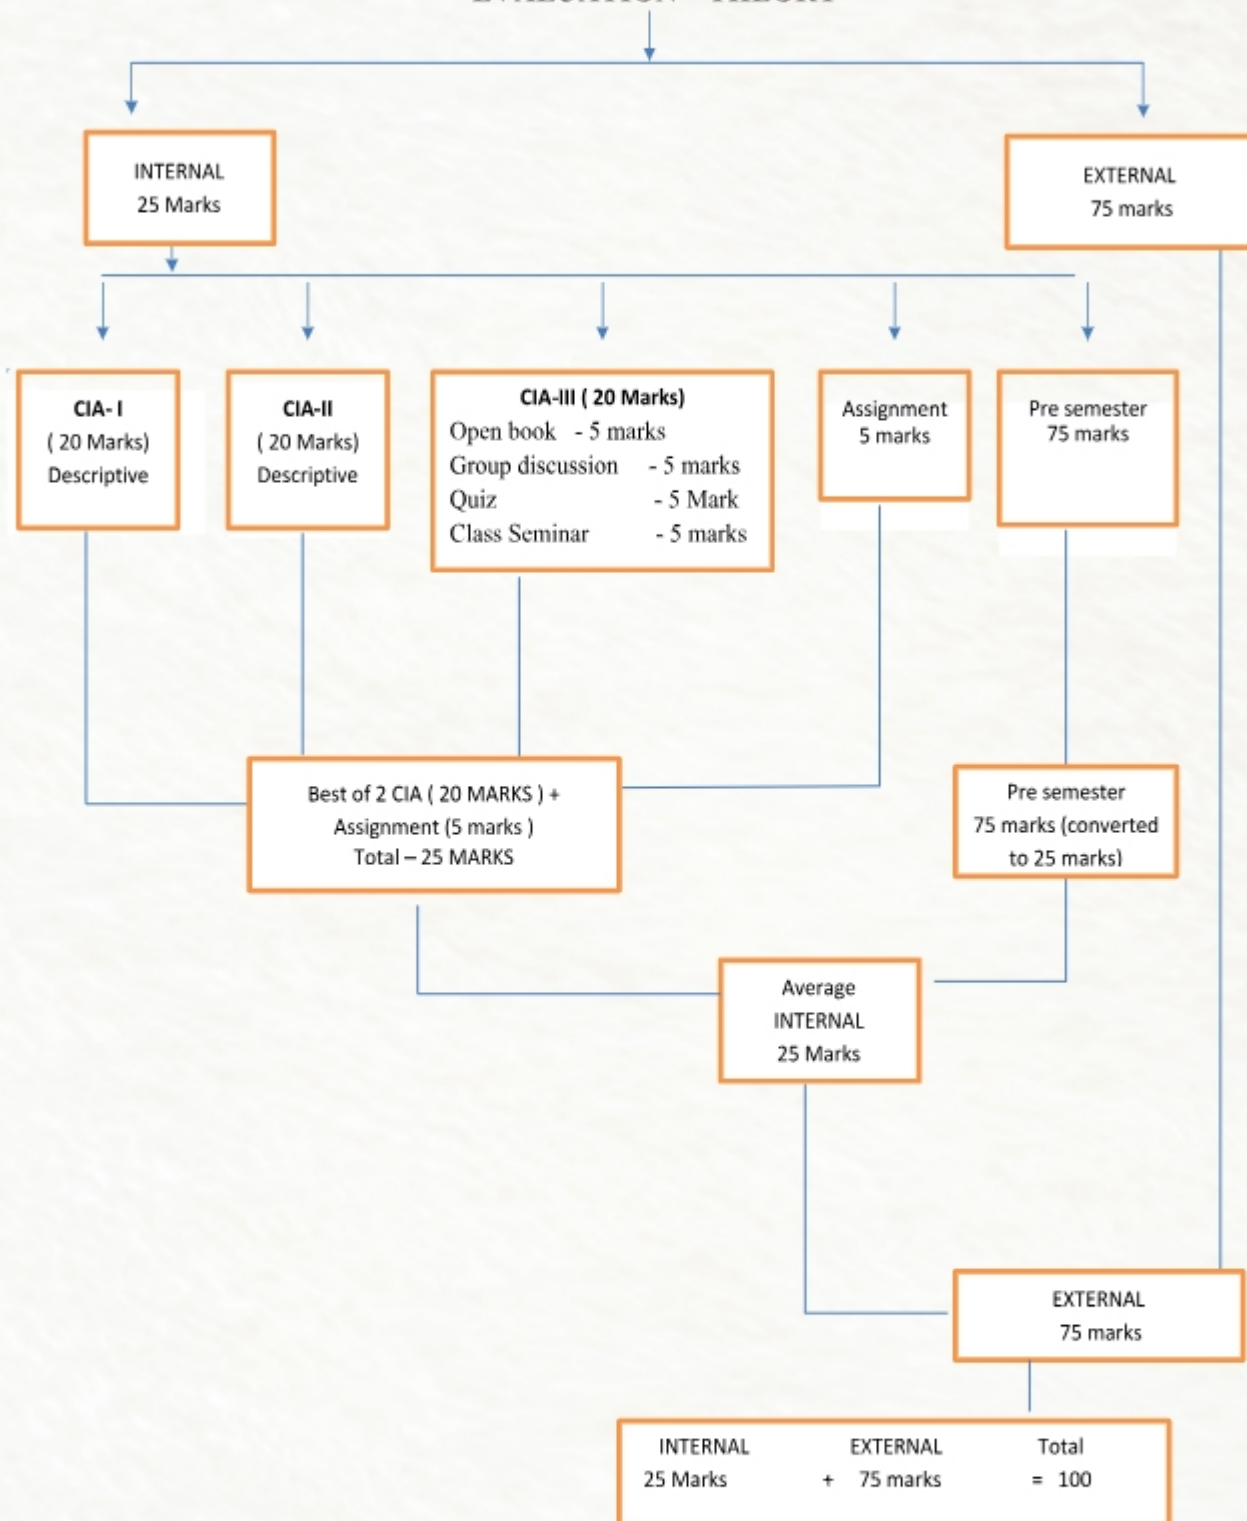 EVALUATION - THEORY
INTERNAL
25 Marks
EXTERNAL
75 marks
CIA- I
( 20 Marks)
Descriptive
CIA-II
( 20 Marks)
Descriptive
CIA-III ( 20 Marks)
Open book - 5 marks
Group discussion - 5 marks
Quiz - 5 Mark
Class Seminar - 5 marks
Assignment
5 marks
Pre semester
75 marks
Best of 2 CIA ( 20 MARKS ) +
Assignment (5 marks )
Total – 25 MARKS
Pre semester
75 marks (converted
to 25 marks)
Average
INTERNAL
25 Marks
EXTERNAL
75 marks
INTERNAL EXTERNAL Total
25 Marks + 75 marks = 100